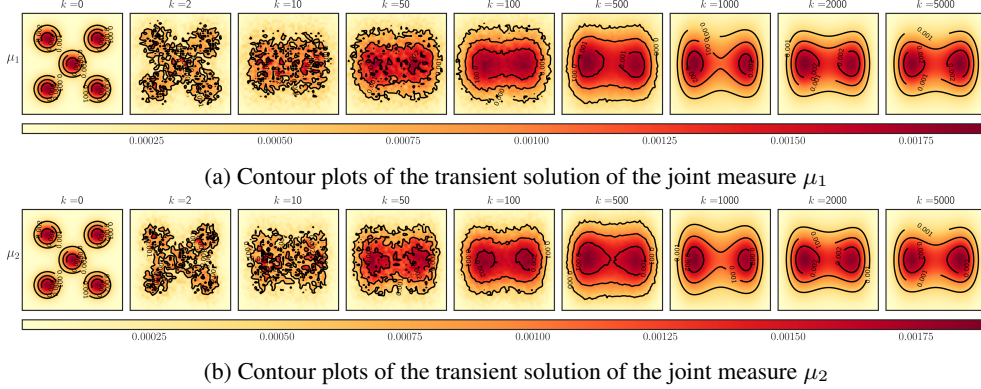 k =0 k =2 k =10 k =50 k =100 k =500 k =1000 k =2000 k =5000
μ1
0.00025 0.00050 0.00075 0.00100 0.00125 0.00150 0.00175
(a) Contour plots of the transient solution of the joint measure μ1
k =0 k =2 k =10 k =50 k =100 k =500 k =1000 k =2000 k =5000
μ2
0.00025 0.00050 0.00075 0.00100 0.00125 0.00150 0.00175
(b) Contour plots of the transient solution of the joint measure μ2